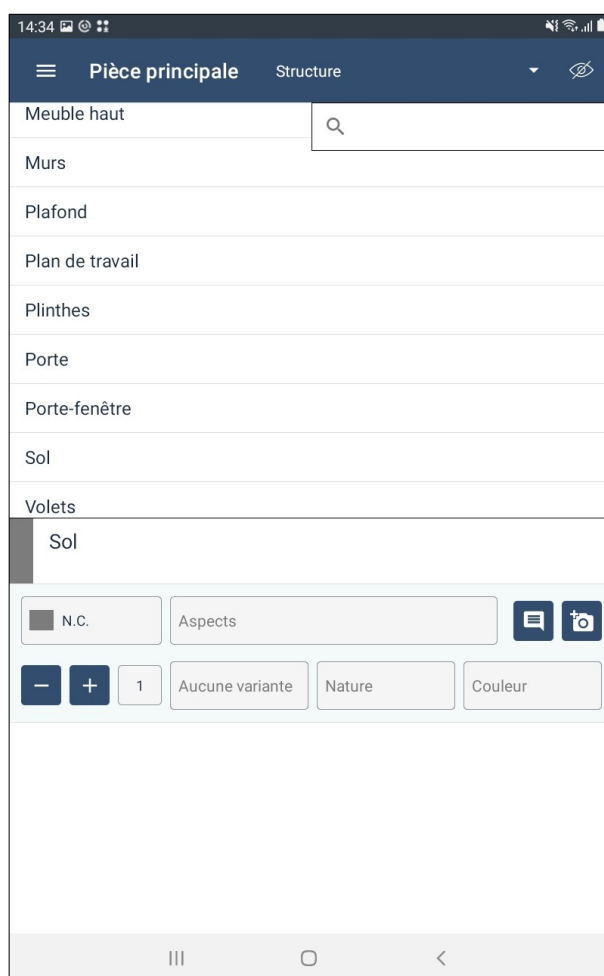 14:34
Pièce principale Structure
Meuble haut
Murs
Plafond
Plan de travail
Plinthes
Porte
Porte-fenêtre
Sol
Volets
Sol
N.C. Aspects
1 Aucune variante Nature Couleur